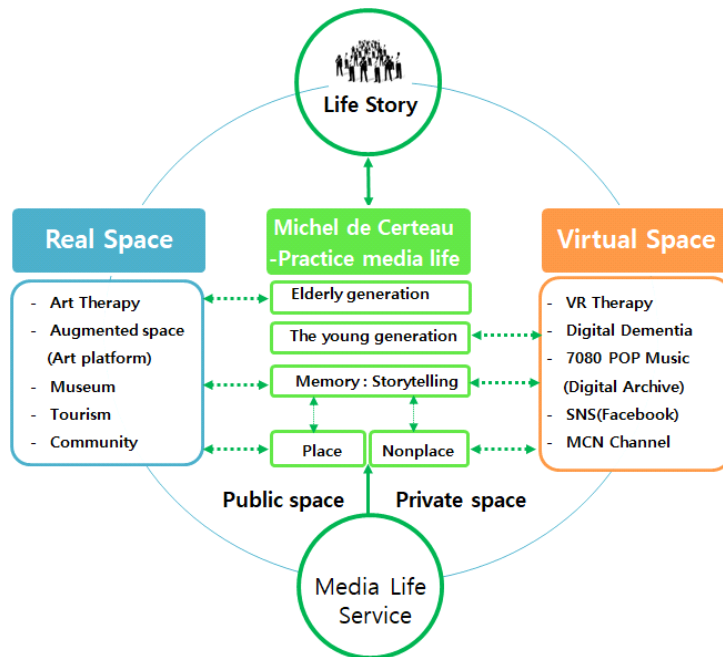 Life Story
Real Space
Michel de Certeau
-Practice media life
Virtual Space
- Art Therapy
- Augmented space
(Art platform)
- Museum
- Tourism
- Community
Elderly generation
The young generation
Memory : Storytelling
Place
Nonplace
- VR Therapy
- Digital Dementia
- 7080 POP Music
(Digital Archive)
- SNS(Facebook)
- MCN Channel
Public space
Private space
Media Life
Service